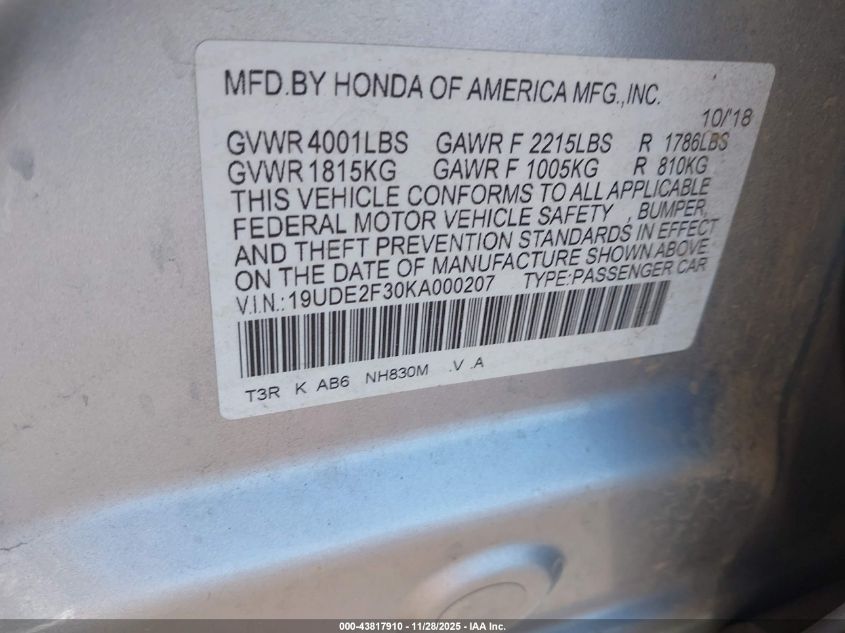 MFD.BY HONDA OF AMERICA MFG.,INC.
10/'18
GVWR 4001LBS GAWR F 2215LBS R 1786LBS
GVWR 1815KG GAWR F 1005KG R 810KG
THIS VEHICLE CONFORMS TO ALL APPLICABLE
FEDERAL MOTOR VEHICLE SAFETY , BUMPER,
AND THEFT PREVENTION STANDARDS IN EFFECT
ON THE DATE OF MANUFACTURE SHOWN ABOVE.
V.I.N.:19UDE2F30KA000207 TYPE:PASSENGER CAR
T3R K AB6 NH830M .V .A
000-43817910 | 11/28/2025 - IAA Inc.